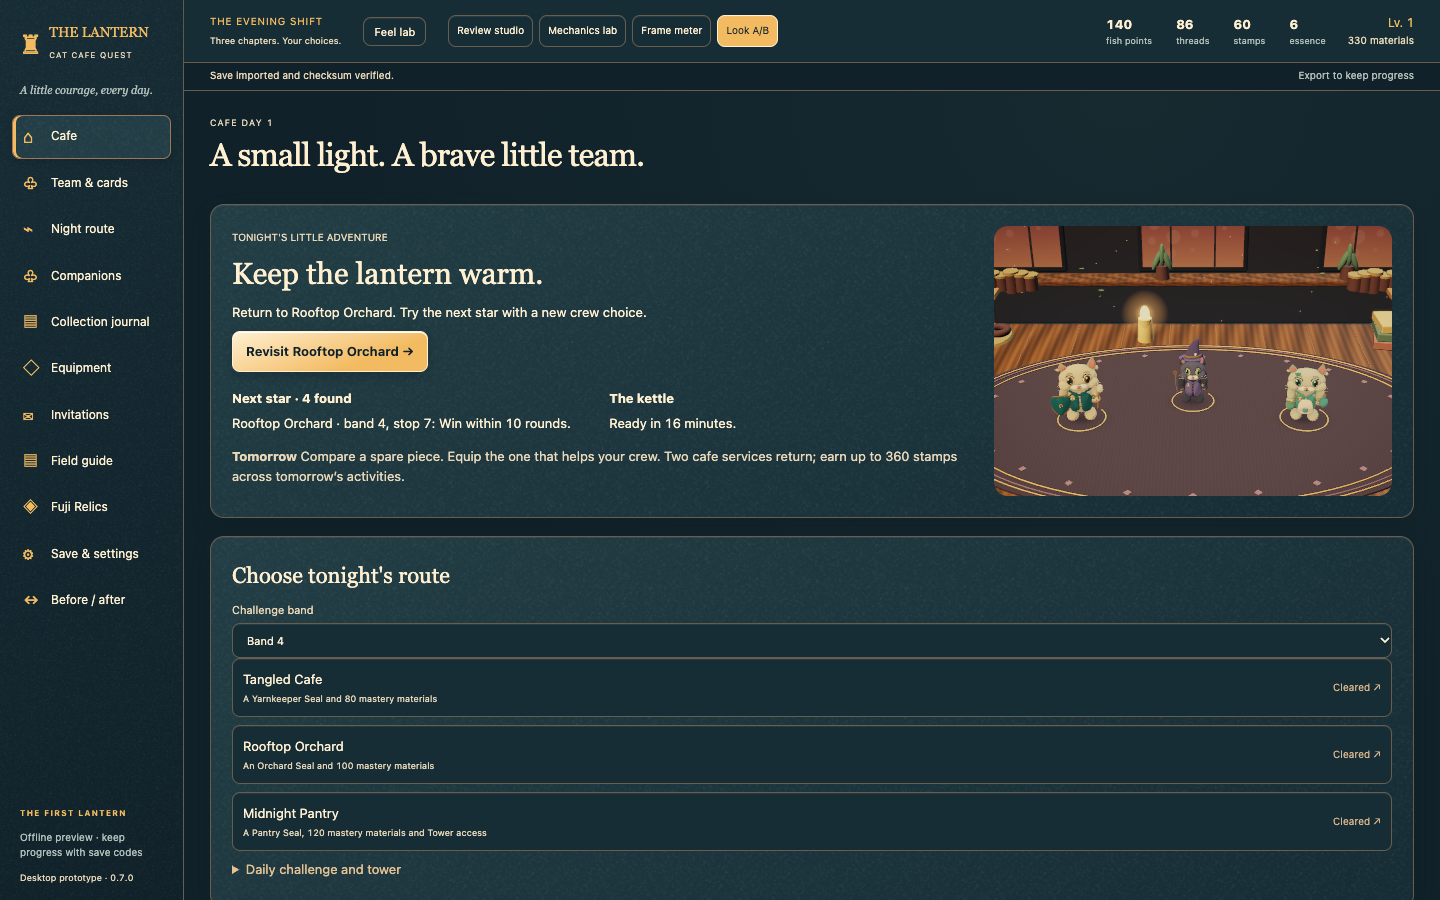 THE LANTERN
CAT CAFE QUEST
A little courage, every day.
Cafe
Team & cards
Night route
Companions
Collection journal
Equipment
Invitations
Field guide
Fuji Relics
Save & settings
Before / after
THE FIRST LANTERN
Offline preview · keep
progress with save codes
Desktop prototype · 0.7.0
THE EVENING SHIFT
Three chapters. Your choices.
Feel lab
Review studio
Mechanics lab
Frame meter
Look A/B
140
fish points
86
threads
60
stamps
6
essence
Lv. 1
330 materials
Save imported and checksum verified.
Export to keep progress
CAFE DAY 1
A small light. A brave little team.
TONIGHT'S LITTLE ADVENTURE
Keep the lantern warm.
Return to Rooftop Orchard. Try the next star with a new crew choice.
Revisit Rooftop Orchard →
Next star · 4 found
Rooftop Orchard · band 4, stop 7: Win within 10 rounds.
The kettle
Ready in 16 minutes.
Tomorrow Compare a spare piece. Equip the one that helps your crew. Two cafe services return; earn up to 360 stamps
across tomorrow's activities.
Choose tonight's route
Challenge band
Band 4
Tangled Cafe
A Yarnkeeper Seal and 80 mastery materials
Cleared ↗
Rooftop Orchard
An Orchard Seal and 100 mastery materials
Cleared ↗
Midnight Pantry
A Pantry Seal, 120 mastery materials and Tower access
Cleared ↗
▶ Daily challenge and tower